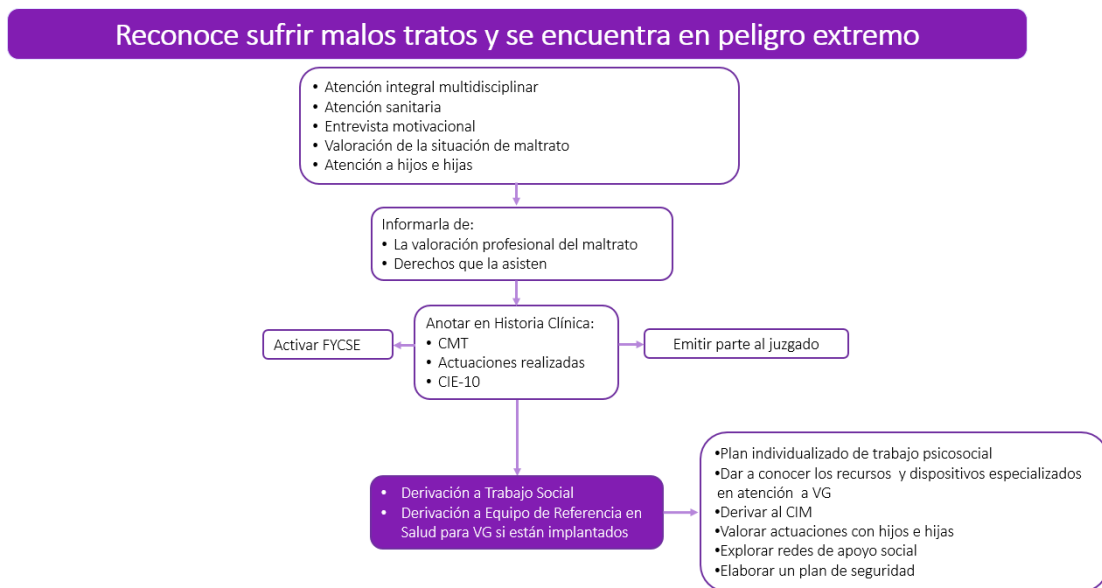 Reconoce sufrir malos tratos y se encuentra en peligro extremo
• Atención integral multidisciplinar
• Atención sanitaria
• Entrevista motivacional
• Valoración de la situación de maltrato
• Atención a hijos e hijas
Informarla de:
• La valoración profesional del maltrato
• Derechos que la asisten
Activar FYCSE
Anotar en Historia Clínica:
• CMT
• Actuaciones realizadas
• CIE-10
Emitir parte al juzgado
• Derivación a Trabajo Social
• Derivación a Equipo de Referencia en
Salud para VG si están implantados
•Plan individualizado de trabajo psicosocial
•Dar a conocer los recursos y dispositivos especializados
en atención a VG
•Derivar al CIM
•Valorar actuaciones con hijos e hijas
•Explorar redes de apoyo social
•Elaborar un plan de seguridad